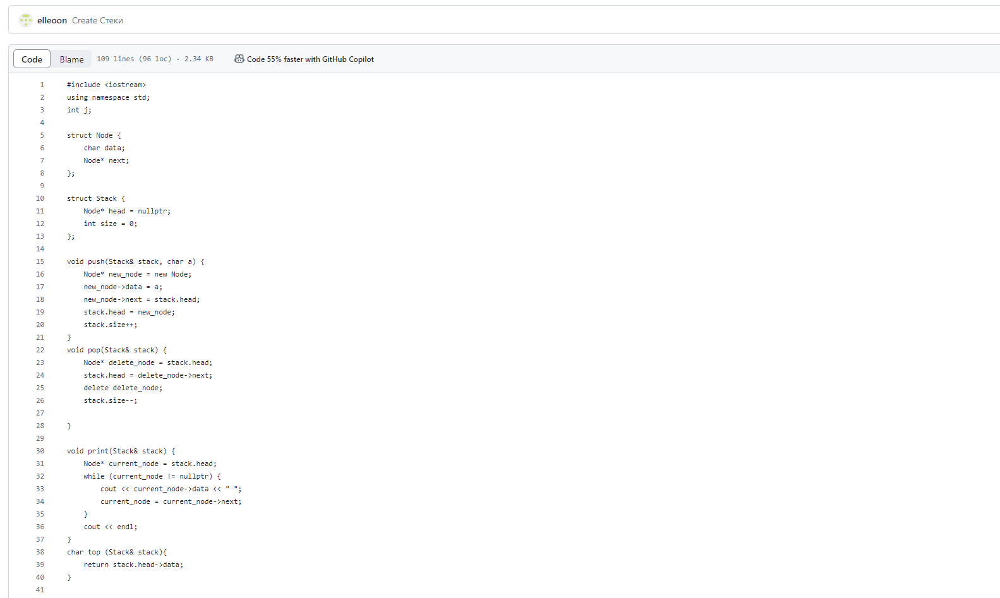 elleoon Create Стеки
Code Blame 109 lines (96 loc) · 2.34 KB Code 55% faster with GitHub Copilot
1 #include <iostream>
2 using namespace std;
3 int j;
4
5 struct Node {
6     char data;
7     Node* next;
8 };
9
10 struct Stack {
11     Node* head = nullptr;
12     int size = 0;
13 };
14
15 void push(Stack& stack, char a) {
16     Node* new_node = new Node;
17     new_node->data = a;
18     new_node->next = stack.head;
19     stack.head = new_node;
20     stack.size++;
21 }
22 void pop(Stack& stack) {
23     Node* delete_node = stack.head;
24     stack.head = delete_node->next;
25     delete delete_node;
26     stack.size--;
27
28 }
29
30 void print(Stack& stack) {
31     Node* current_node = stack.head;
32     while (current_node != nullptr) {
33         cout << current_node->data << " ";
34         current_node = current_node->next;
35     }
36     cout << endl;
37 }
38 char top (Stack& stack){
39     return stack.head->data;
40 }
41